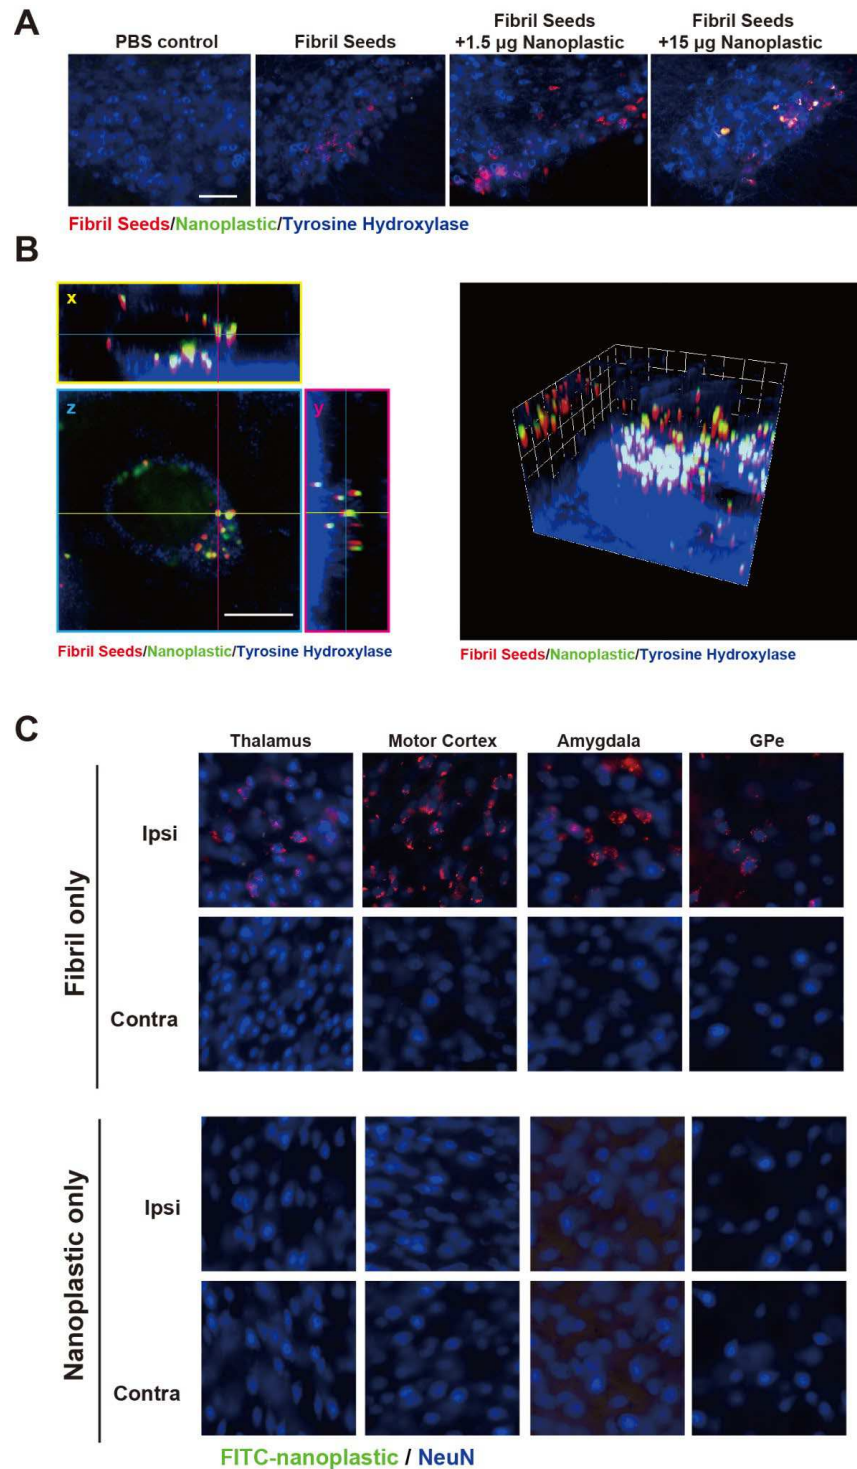 A
PBS control
Fibril Seeds
Fibril Seeds
+1.5 µg Nanoplastic
Fibril Seeds
+15 µg Nanoplastic
Fibril Seeds/Nanoplastic/Tyrosine Hydroxylase
B
x
z
y
Fibril Seeds/Nanoplastic/Tyrosine Hydroxylase
Fibril Seeds/Nanoplastic/Tyrosine Hydroxylase
C
Thalamus
Motor Cortex
Amygdala
GPe
Fibril only
Ipsi
Contra
Nanoplastic only
Ipsi
Contra
FITC-nanoplastic / NeuN